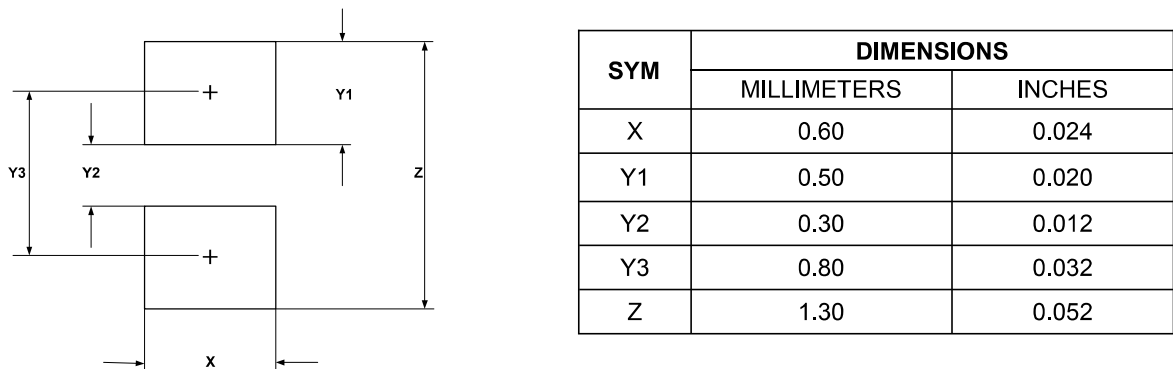 Y1
Y3
Y2
Z
X
SYM DIMENSIONS
MILLIMETERS INCHES
X 0.60 0.024
Y1 0.50 0.020
Y2 0.30 0.012
Y3 0.80 0.032
Z 1.30 0.052